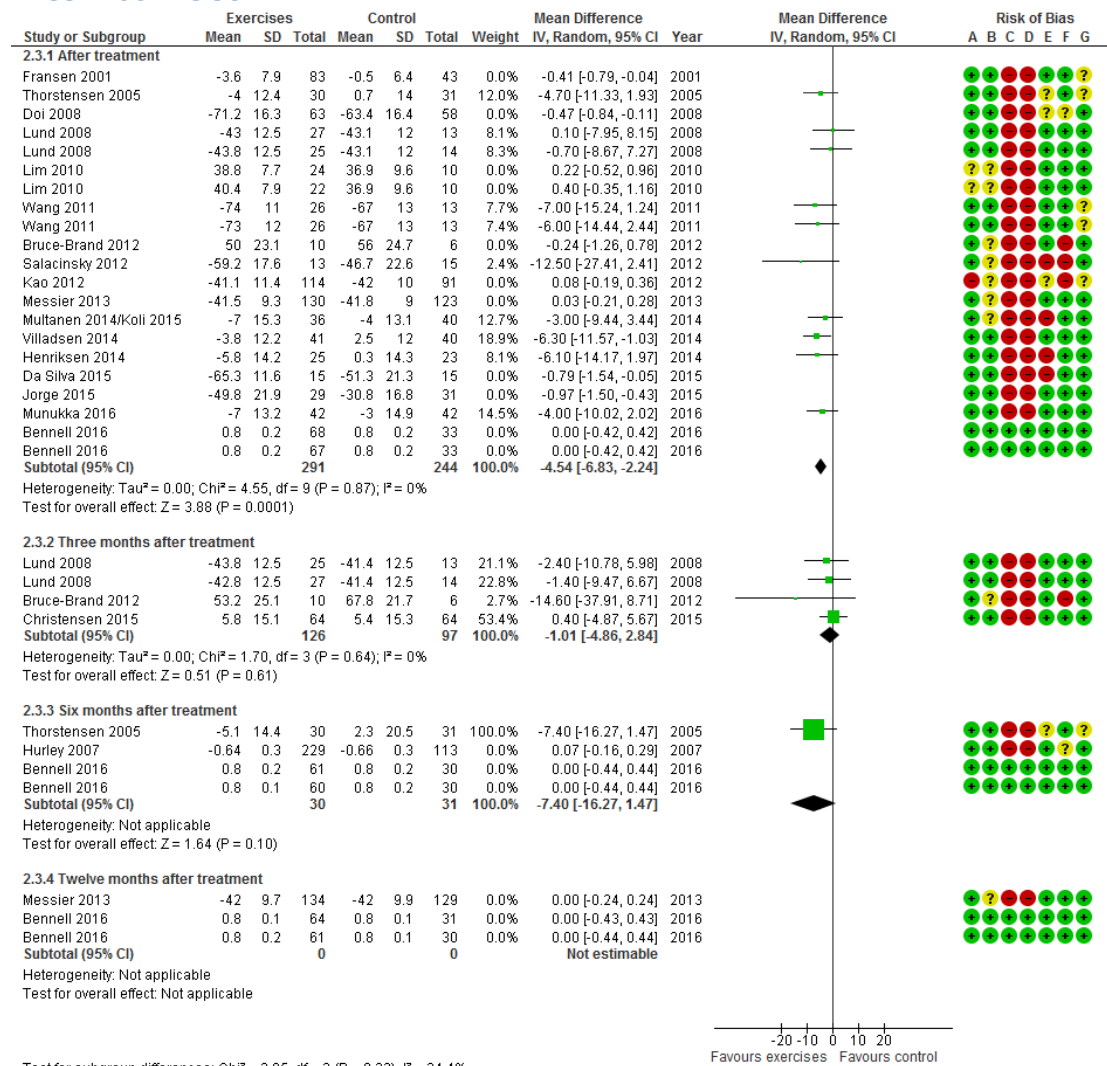 Exercises Control Mean Difference Mean Difference Risk of Bias
Study or Subgroup Mean SD Total Mean SD Total Weight IV, Random, 95% CI Year IV, Random, 95% CI A B C D E F G
2.3.1 After treatment
Fransen 2001 -3.6 7.9 83 -0.5 6.4 43 0.0% -0.41 [-0.79, -0.04] 2001 + + - - + + ?
Thorstensen 2005 -4 12.4 30 0.7 14 31 12.0% -4.70 [-11.33, 1.93] 2005 + + - - ? + ?
Doi 2008 -71.2 16.3 63 -63.4 16.4 58 0.0% -0.47 [-0.84, -0.11] 2008 + + - - ? ? +
Lund 2008 -43 12.5 27 -43.1 12 13 8.1% 0.10 [-7.95, 8.15] 2008 + + - - + + +
Lund 2008 -43.8 12.5 25 -43.1 12 14 8.3% -0.70 [-8.67, 7.27] 2008 + + - - + + +
Lim 2010 38.8 7.7 24 36.9 9.6 10 0.0% 0.22 [-0.52, 0.96] 2010 ? ? - - + + +
Lim 2010 40.4 7.9 22 36.9 9.6 10 0.0% 0.40 [-0.35, 1.16] 2010 ? ? - - + + +
Wang 2011 -74 11 26 -67 13 13 7.7% -7.00 [-15.24, 1.24] 2011 + + - - + + ?
Wang 2011 -73 12 26 -67 13 13 7.4% -6.00 [-14.44, 2.44] 2011 + + - - + + ?
Bruce-Brand 2012 50 23.1 10 56 24.7 6 0.0% -0.24 [-1.26, 0.78] 2012 + ? - - + - +
Salacinsky 2012 -59.2 17.6 13 -46.7 22.6 15 2.4% -12.50 [-27.41, 2.41] 2012 + ? - - - - +
Kao 2012 -41.1 11.4 114 -42 10 91 0.0% 0.08 [-0.19, 0.36] 2012 - ? - - ? - ?
Messier 2013 -41.5 9.3 130 -41.8 9 123 0.0% 0.03 [-0.21, 0.28] 2013 + ? - - + + +
Multanen 2014/Koli 2015 -7 15.3 36 -4 13.1 40 12.7% -3.00 [-9.44, 3.44] 2014 + ? - - - + +
Villadsen 2014 -3.8 12.2 41 2.5 12 40 18.9% -6.30 [-11.57, -1.03] 2014 + + - - + + +
Henriksen 2014 -5.8 14.2 25 0.3 14.3 23 6.1% -6.10 [-14.17, 1.97] 2014 + + - - - + +
Da Silva 2015 -65.3 11.6 15 -51.3 21.3 15 0.0% -0.79 [-1.54, -0.05] 2015 + + - - - + +
Jorge 2015 -49.8 21.9 29 -30.8 16.8 31 0.0% -0.97 [-1.50, -0.43] 2015 + + - - + + +
Munukka 2016 -7 13.2 42 -3 14.9 42 14.5% -4.00 [-10.02, 2.02] 2016 + + - - + + +
Bennell 2016 0.8 0.2 68 0.8 0.2 33 0.0% 0.00 [-0.42, 0.42] 2016 + + + + + + +
Bennell 2016 0.8 0.2 67 0.8 0.2 33 0.0% 0.00 [-0.42, 0.42] 2016 + + + + + + +
Subtotal (95% CI) 291 244 100.0% -4.54 [-6.83, -2.24]
Heterogeneity: Tau² = 0.00; Chi² = 4.55, df = 9 (P = 0.87); I² = 0%
Test for overall effect: Z = 3.88 (P = 0.0001)
2.3.2 Three months after treatment
Lund 2008 -43.8 12.5 25 -41.4 12.5 13 21.1% -2.40 [-10.78, 5.98] 2008 + + - - + + +
Lund 2008 -42.8 12.5 27 -41.4 12.5 14 22.8% -1.40 [-9.47, 6.67] 2008 + + - - + + +
Bruce-Brand 2012 53.2 25.1 10 67.8 21.7 6 2.7% -14.60 [-37.91, 8.71] 2012 + ? - - + - +
Christensen 2015 5.8 15.1 64 5.4 15.3 64 53.4% 0.40 [-4.87, 5.67] 2015 + + - - + + +
Subtotal (95% CI) 126 97 100.0% -1.01 [-4.86, 2.84]
Heterogeneity: Tau² = 0.00; Chi² = 1.70, df = 3 (P = 0.64); I² = 0%
Test for overall effect: Z = 0.51 (P = 0.61)
2.3.3 Six months after treatment
Thorstensen 2005 -5.1 14.4 30 2.3 20.5 31 100.0% -7.40 [-16.27, 1.47] 2005 + + - - ? + ?
Hurley 2007 -0.64 0.3 229 -0.66 0.3 113 0.0% 0.07 [-0.16, 0.29] 2007 + + - - + ? +
Bennell 2016 0.8 0.2 61 0.8 0.2 30 0.0% 0.00 [-0.44, 0.44] 2016 + + + + + + +
Bennell 2016 0.8 0.1 60 0.8 0.2 30 0.0% 0.00 [-0.44, 0.44] 2016 + + + + + + +
Subtotal (95% CI) 30 31 100.0% -7.40 [-16.27, 1.47]
Heterogeneity: Not applicable
Test for overall effect: Z = 1.64 (P = 0.10)
2.3.4 Twelve months after treatment
Messier 2013 -42 9.7 134 -42 9.9 129 0.0% 0.00 [-0.24, 0.24] 2013 + ? - - + + +
Bennell 2016 0.8 0.1 64 0.8 0.1 31 0.0% 0.00 [-0.43, 0.43] 2016 + + + + + + +
Bennell 2016 0.8 0.2 61 0.8 0.1 30 0.0% 0.00 [-0.44, 0.44] 2016 + + + + + + +
Subtotal (95% CI) 0 0 Not estimable
Heterogeneity: Not applicable
Test for overall effect: Not applicable
-20 -10 0 10 20
Favours exercises Favours control